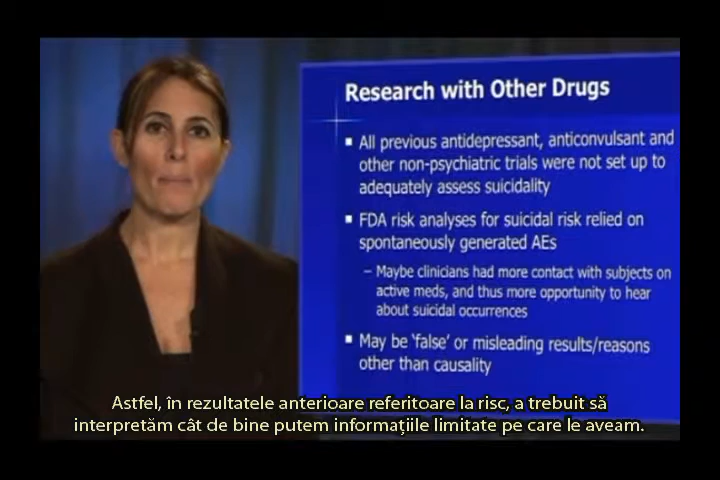 Research with Other Drugs
▪ All previous antidepressant, anticonvulsant and
other non-psychiatric trials were not set up to
adequately assess suicidality
▪ FDA risk analyses for suicidal risk relied on
spontaneously generated AEs
– Maybe clinicians had more contact with subjects on
active meds, and thus more opportunity to hear
about suicidal occurrences
▪ May be 'false' or misleading results/reasons
other than causality
Astfel, în rezultatele anterioare referitoare la risc, a trebuit să
interpretăm cât de bine putem informațiile limitate pe care le aveam.